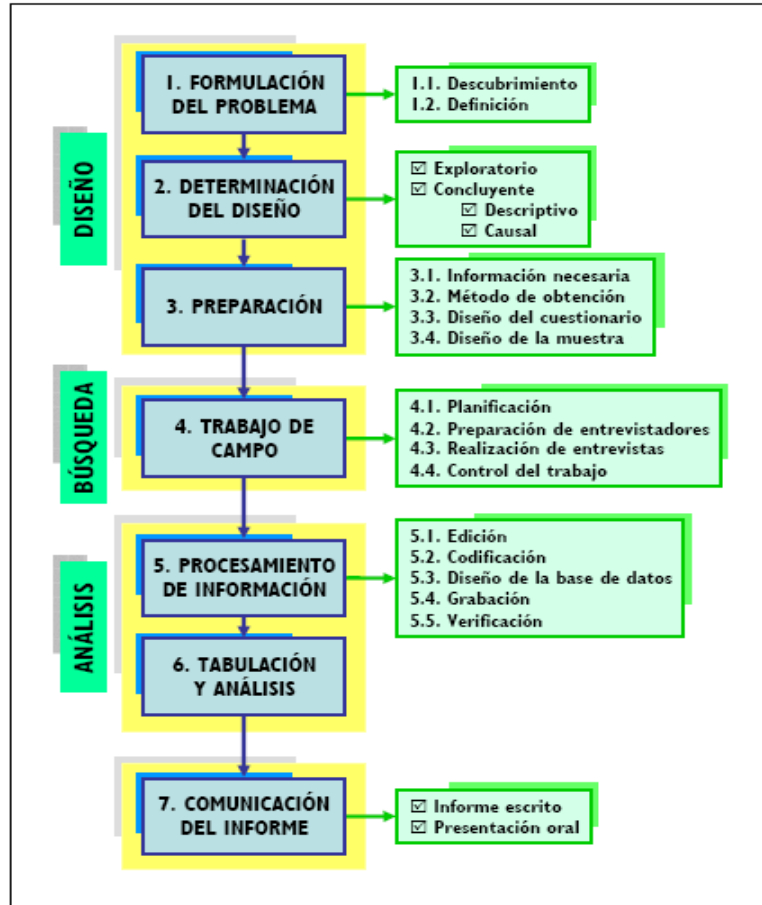 DISEÑO
1. FORMULACIÓN
DEL PROBLEMA
1.1. Descubrimiento
1.2. Definición
2. DETERMINACIÓN
DEL DISEÑO
☑ Exploratorio
☑ Concluyente
☑ Descriptivo
☑ Causal
3. PREPARACIÓN
3.1. Información necesaria
3.2. Método de obtención
3.3. Diseño del cuestionario
3.4. Diseño de la muestra
BÚSQUEDA
4. TRABAJO DE
CAMPO
4.1. Planificación
4.2. Preparación de entrevistadores
4.3. Realización de entrevistas
4.4. Control del trabajo
ANÁLISIS
5. PROCESAMIENTO
DE INFORMACIÓN
5.1. Edición
5.2. Codificación
5.3. Diseño de la base de datos
5.4. Grabación
5.5. Verificación
6. TABULACIÓN
Y ANÁLISIS
7. COMUNICACIÓN
DEL INFORME
☑ Informe escrito
☑ Presentación oral